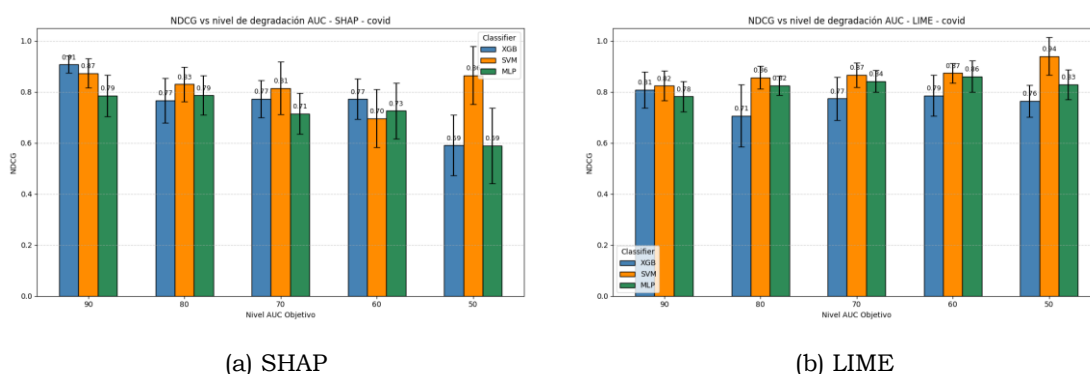 NDCG vs nivel de degradación AUC - SHAP - covid
NDCG
1.0
0.8
0.6
0.4
0.2
0.0
0.91 0.87 0.79
0.77 0.83 0.79
0.77 0.81 0.71
0.77 0.70 0.73
0.59 0.86 0.59
Classifier
XGB
SVM
MLP
90 80 70 60 50
Nivel AUC Objetivo
(a) SHAP
NDCG vs nivel de degradación AUC - LIME - covid
NDCG
1.0
0.8
0.6
0.4
0.2
0.0
0.81 0.82 0.78
0.71 0.86 0.82
0.77 0.87 0.84
0.79 0.87 0.86
0.76 0.94 0.83
Classifier
XGB
SVM
MLP
90 80 70 60 50
Nivel AUC Objetivo
(b) LIME